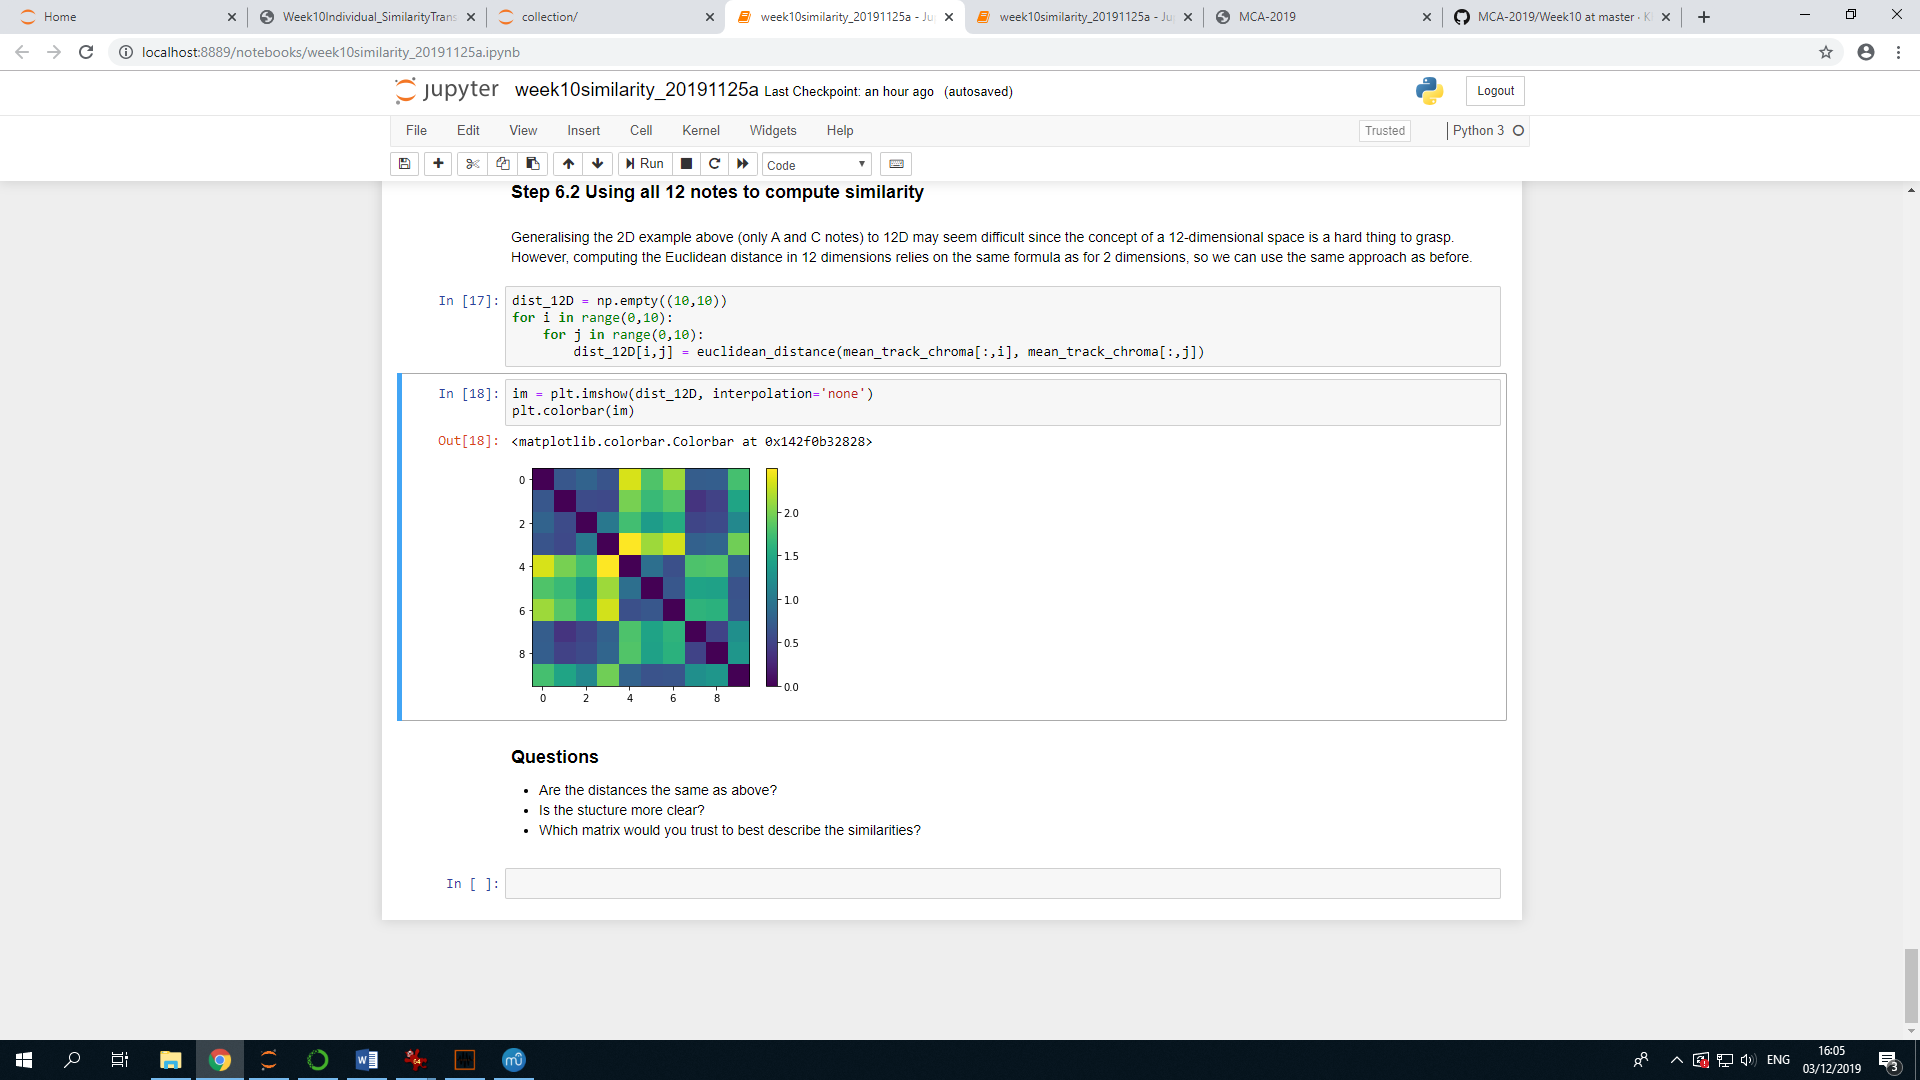 Home
Week10Individual_SimilarityTrans
collection/
week10similarity_20191125a - Ju
week10similarity_20191125a - Ju
MCA-2019
MCA-2019/Week10 at master · K
localhost:8889/notebooks/week10similarity_20191125a.ipynb
jupyter week10similarity_20191125a Last Checkpoint: an hour ago (autosaved)
Logout
File Edit View Insert Cell Kernel Widgets Help
Trusted
Python 3
Run
Code
Step 6.2 Using all 12 notes to compute similarity
Generalising the 2D example above (only A and C notes) to 12D may seem difficult since the concept of a 12-dimensional space is a hard thing to grasp.
However, computing the Euclidean distance in 12 dimensions relies on the same formula as for 2 dimensions, so we can use the same approach as before.
In [17]: dist_12D = np.empty((10,10))
for i in range(0,10):
for j in range(0,10):
dist_12D[i,j] = euclidean_distance(mean_track_chroma[:,i], mean_track_chroma[:,j])
In [18]: im = plt.imshow(dist_12D, interpolation='none')
plt.colorbar(im)
Out[18]: <matplotlib.colorbar.Colorbar at 0x142f0b32828>
0
2
4
6
8
0 2 4 6 8
2.0
1.5
1.0
0.5
0.0
Questions
• Are the distances the same as above?
• Is the stucture more clear?
• Which matrix would you trust to best describe the similarities?
In [ ]:
ENG
16:05
03/12/2019
3